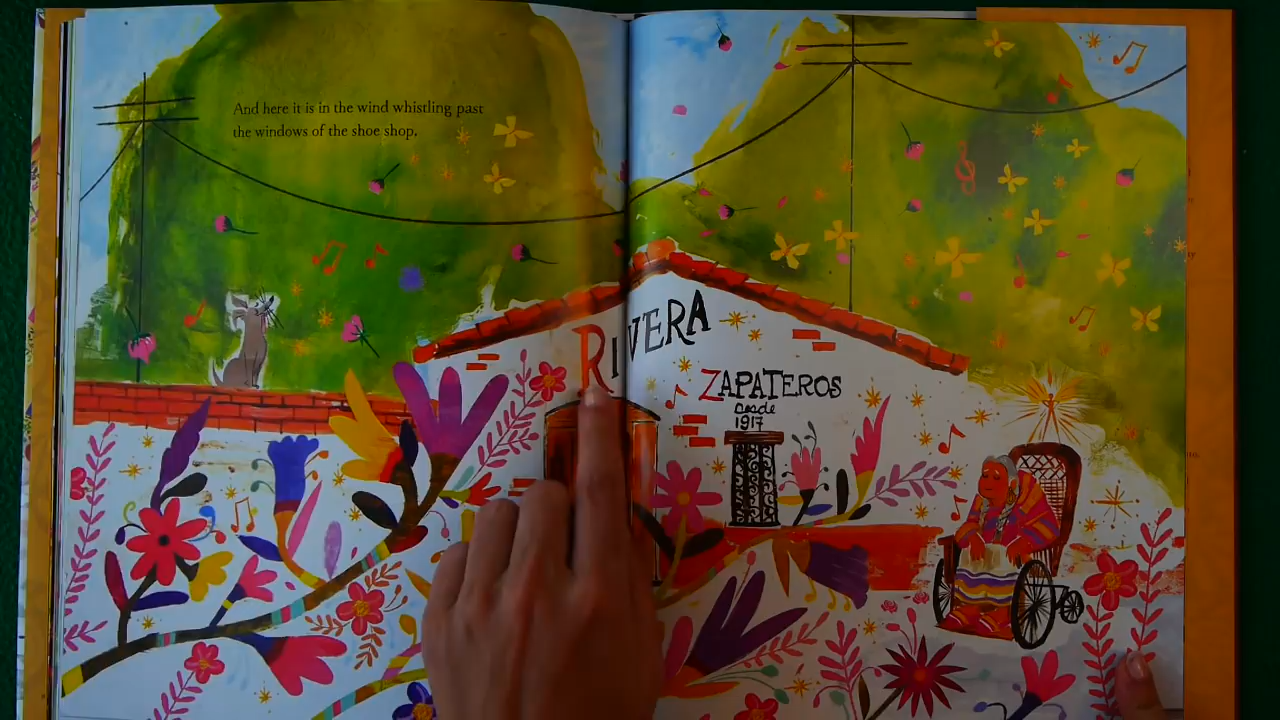 And here it is in the wind whistling past
the windows of the shoe shop.
RIVERA
ZAPATEROS
desde
1917